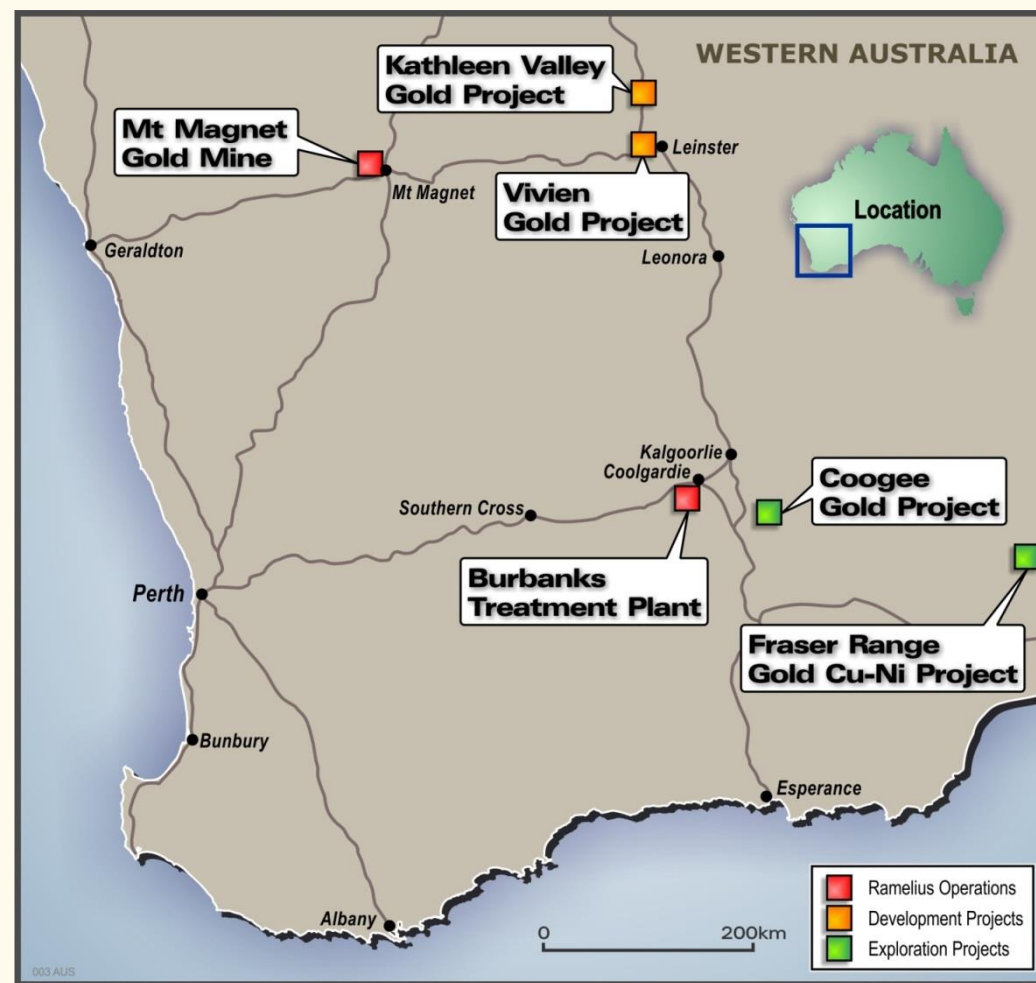 WESTERN AUSTRALIA
Kathleen Valley
Gold Project
Mt Magnet
Gold Mine
Leinster
Mt Magnet
Vivien
Gold Project
Location
Geraldton
Leonora
Kalgoorlie
Coolgardie
Coogee
Gold Project
Southern Cross
Burbanks
Treatment Plant
Perth
Fraser Range
Gold Cu-Ni Project
Bunbury
Esperance
Albany
0
200km
Ramelius Operations
Development Projects
Exploration Projects
003 AUS